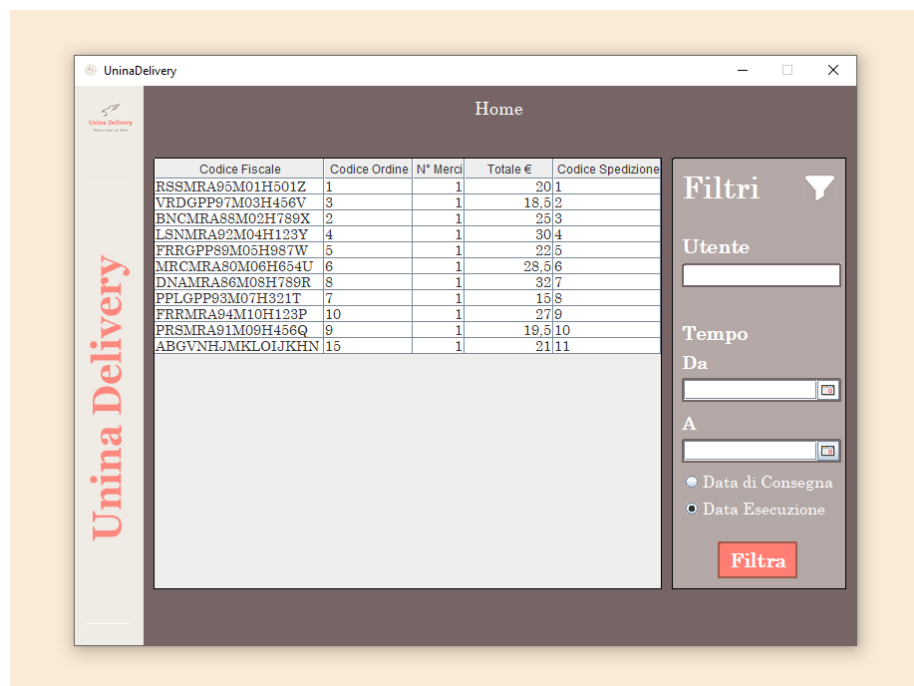 UninaDelivery
Unina Delivery
Home
Unina Delivery
Codice Fiscale Codice Ordine N° Merci Totale € Codice Spedizione
RSSMRA95M01H501Z 1 1 20 1
VRDGPP97M03H456V 3 1 18,5 2
BNCMRA88M02H789X 2 1 25 3
LSNMRA92M04H123Y 4 1 30 4
FRRGPP89M05H987W 5 1 22 5
MRCMRA80M06H654U 6 1 28,5 6
DNAMRA86M08H789R 8 1 32 7
PPLGPP93M07H321T 7 1 15 8
FRRMRA94M10H123P 10 1 27 9
PRSMRA91M09H456Q 9 1 19,5 10
ABGVNHJMKLOIJKHN 15 1 21 11
Filtri
Utente
Tempo
Da
A
Data di Consegna
Data Esecuzione
Filtra